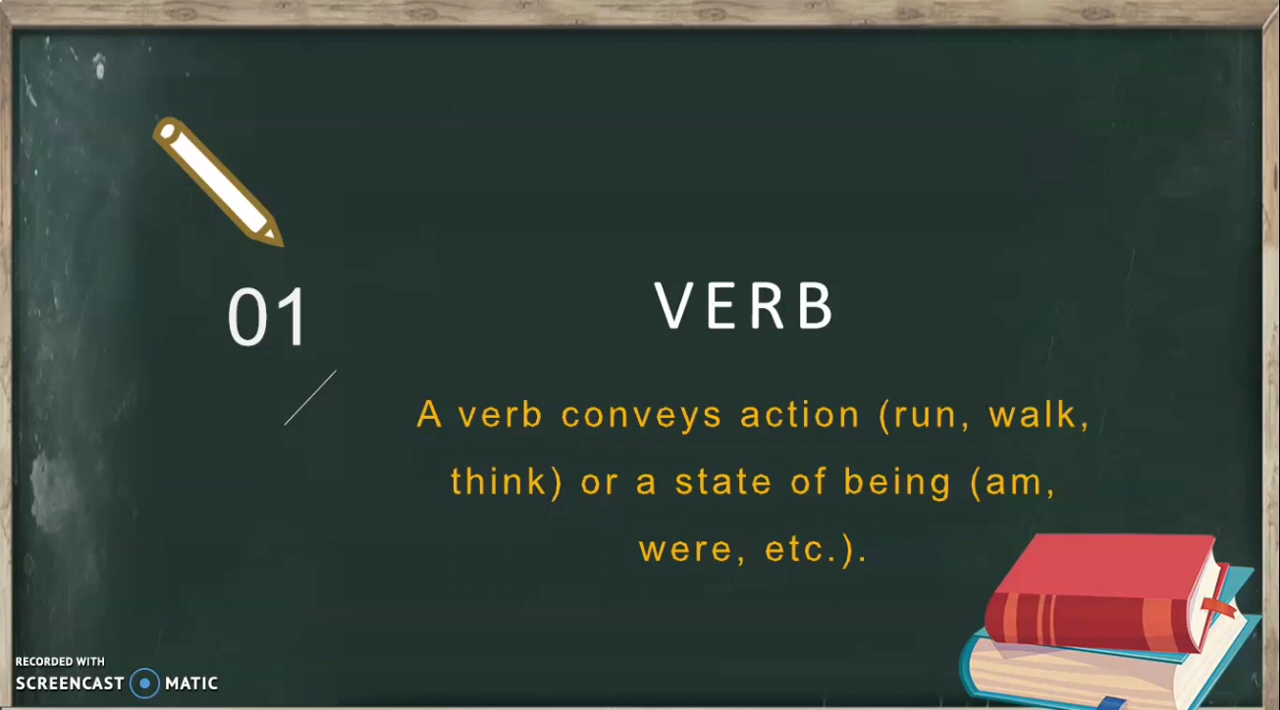 01
VERB
A verb conveys action (run, walk,
think) or a state of being (am,
were, etc.).
RECORDED WITH
SCREENCAST MATIC